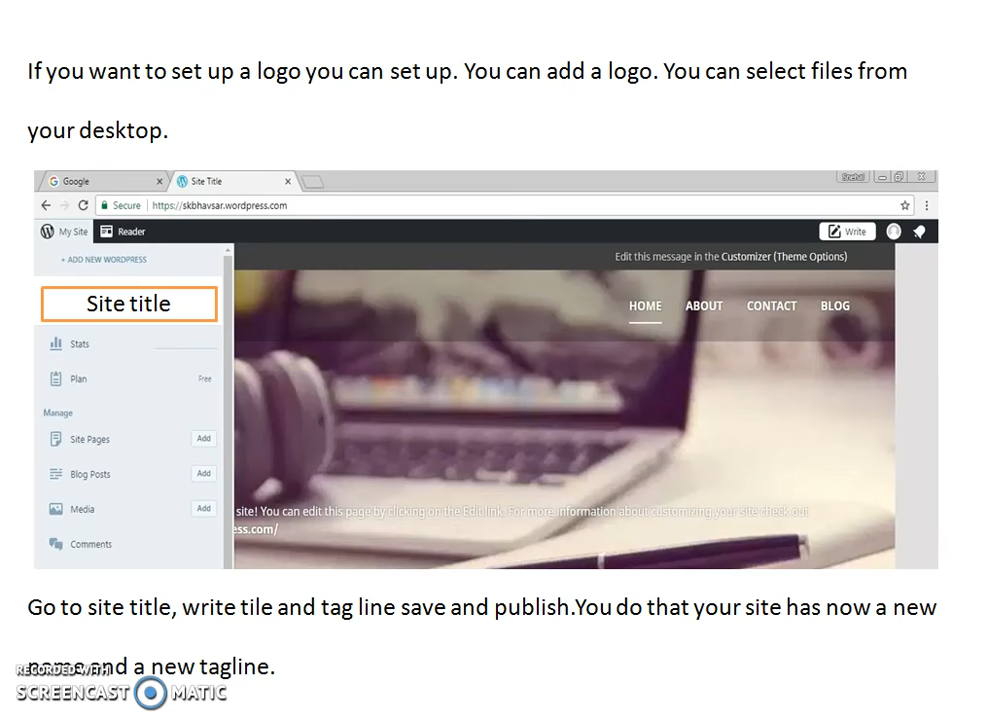 If you want to set up a logo you can set up. You can add a logo. You can select files from
your desktop.
Google
Site Title
Snehal
Secure https://skbhavsar.wordpress.com
My Site Reader Write
+ ADD NEW WORDPRESS
Edit this message in the Customizer (Theme Options)
Site title
HOME ABOUT CONTACT BLOG
Stats
Plan Free
Manage
Site Pages Add
Blog Posts Add
Media Add
site! You can edit this page by clicking on the Edit link. For more information about customizing your site check out
ess.com/
Comments
Go to site title, write tile and tag line save and publish.You do that your site has now a new
name and a new tagline.
RECORDED WITH
SCREENCAST MATIC